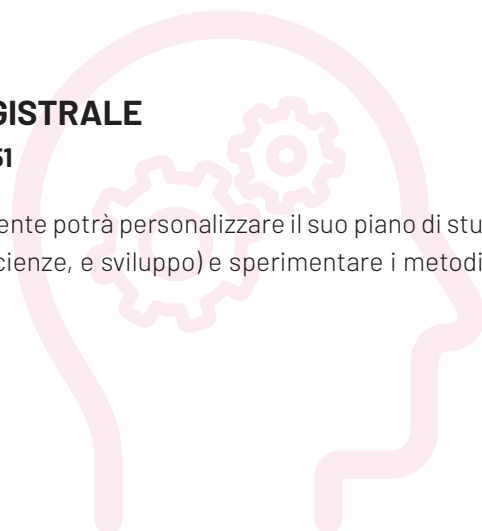 GISTRALE
51
ente potrà personalizzare il suo piano di stu
cienze, e sviluppo) e sperimentare i metodi